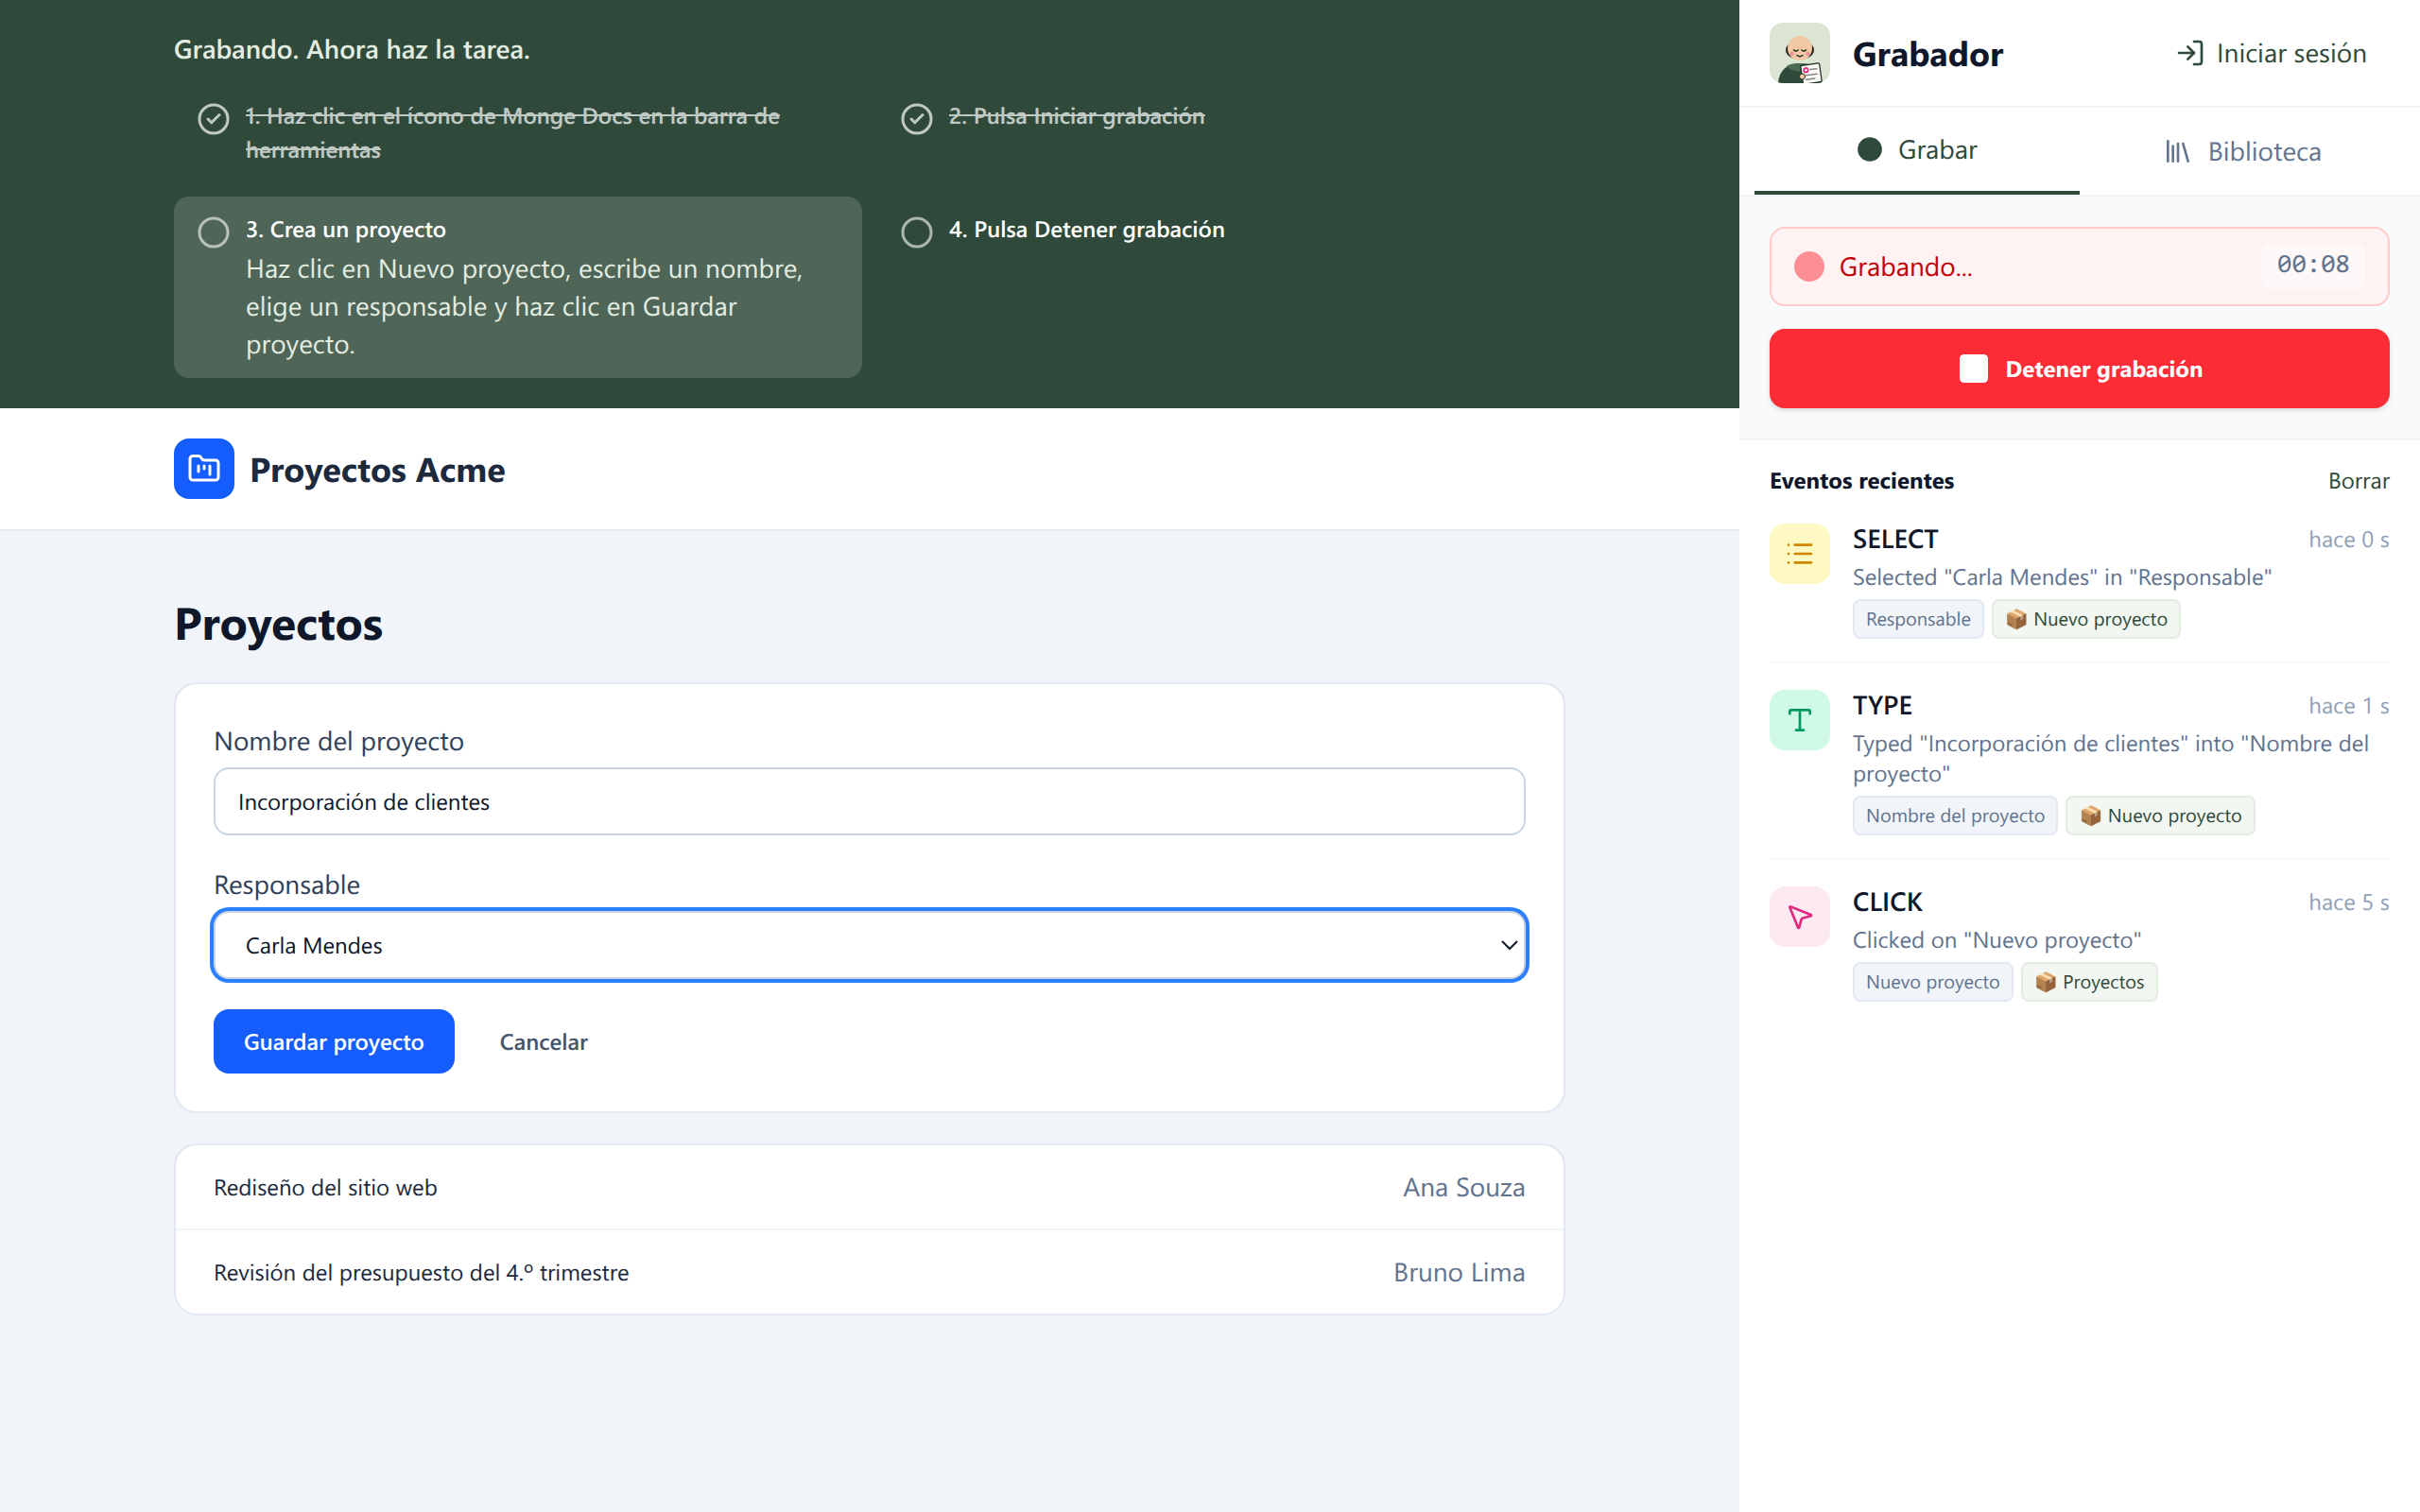 Grabando. Ahora haz la tarea.
1. Haz clic en el ícono de Monge Docs en la barra de
herramientas
2. Pulsa Iniciar grabación
3. Crea un proyecto
Haz clic en Nuevo proyecto, escribe un nombre,
elige un responsable y haz clic en Guardar
proyecto.
4. Pulsa Detener grabación
Proyectos Acme
Proyectos
Nombre del proyecto
Incorporación de clientes
Responsable
Carla Mendes
Guardar proyecto
Cancelar
Rediseño del sitio web
Ana Souza
Revisión del presupuesto del 4.º trimestre
Bruno Lima
Grabador
Iniciar sesión
Grabar
Biblioteca
Grabando...
00:08
Detener grabación
Eventos recientes
Borrar
SELECT
hace 0 s
Selected "Carla Mendes" in "Responsable"
Responsable
Nuevo proyecto
TYPE
hace 1 s
Typed "Incorporación de clientes" into "Nombre del
proyecto"
Nombre del proyecto
Nuevo proyecto
CLICK
hace 5 s
Clicked on "Nuevo proyecto"
Nuevo proyecto
Proyectos